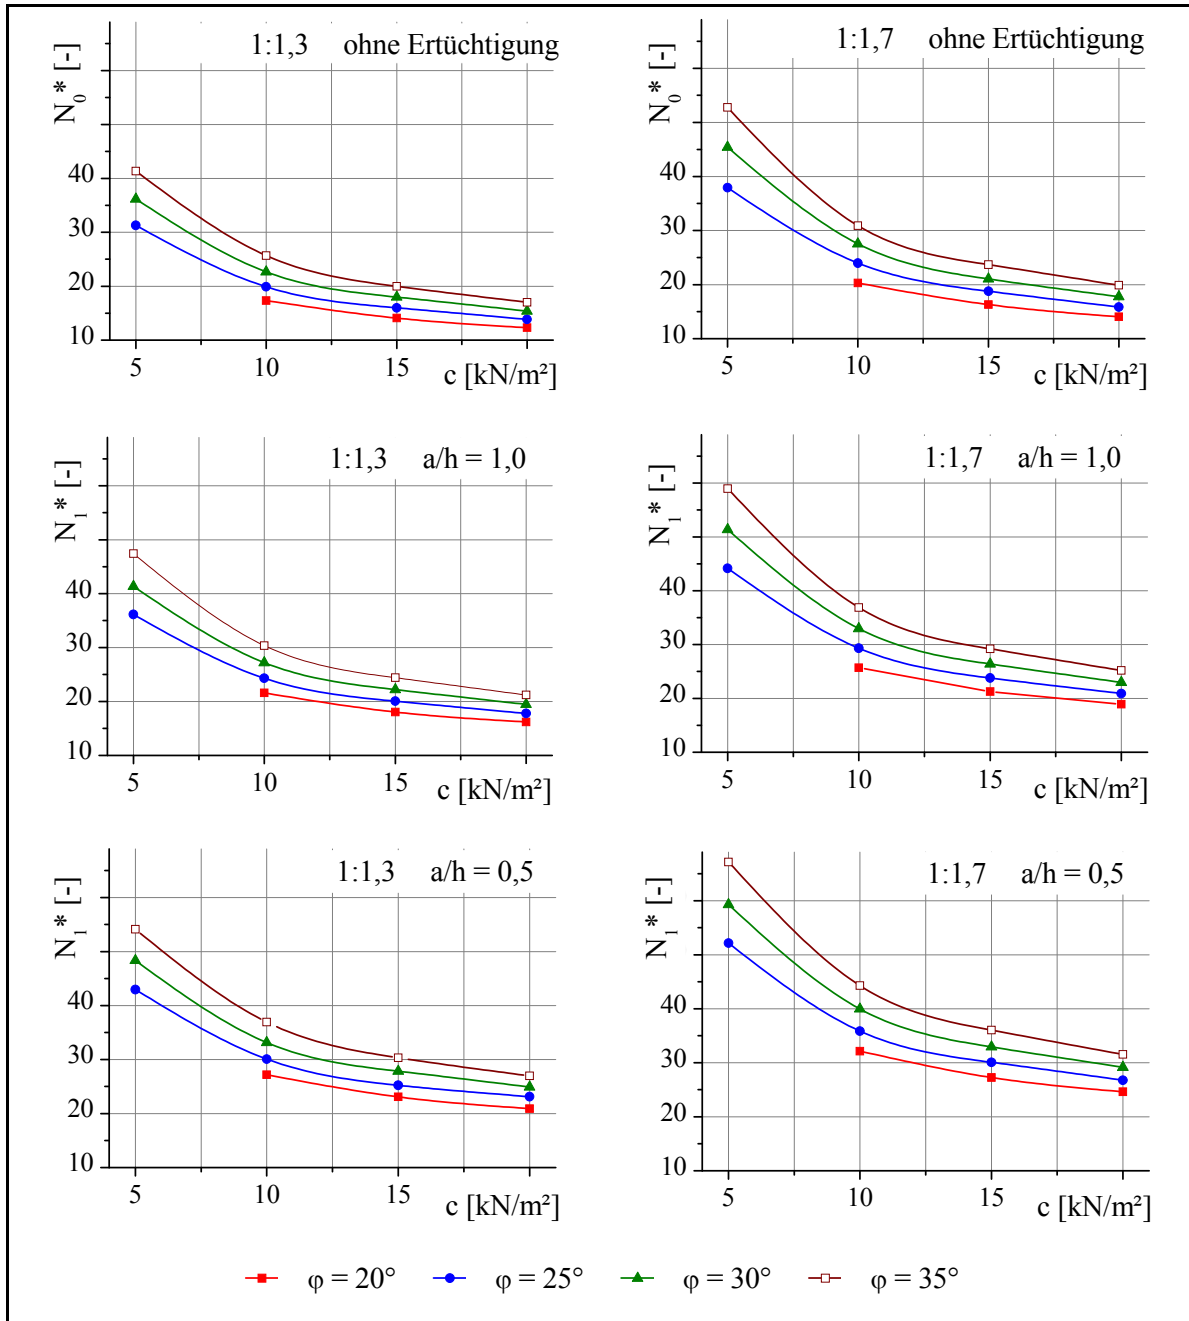 1:1,3 ohne Ertüchtigung
N₀* [-]
40
30
20
10
5 10 15
c [kN/m²]
1:1,7 ohne Ertüchtigung
N₀* [-]
40
30
20
10
5 10 15
c [kN/m²]
1:1,3 a/h = 1,0
N₁* [-]
40
30
20
10
5 10 15
c [kN/m²]
1:1,7 a/h = 1,0
N₁* [-]
40
30
20
10
5 10 15
c [kN/m²]
1:1,3 a/h = 0,5
N₁* [-]
40
30
20
10
5 10 15
c [kN/m²]
1:1,7 a/h = 0,5
N₁* [-]
40
30
20
10
5 10 15
c [kN/m²]
φ = 20° φ = 25° φ = 30° φ = 35°